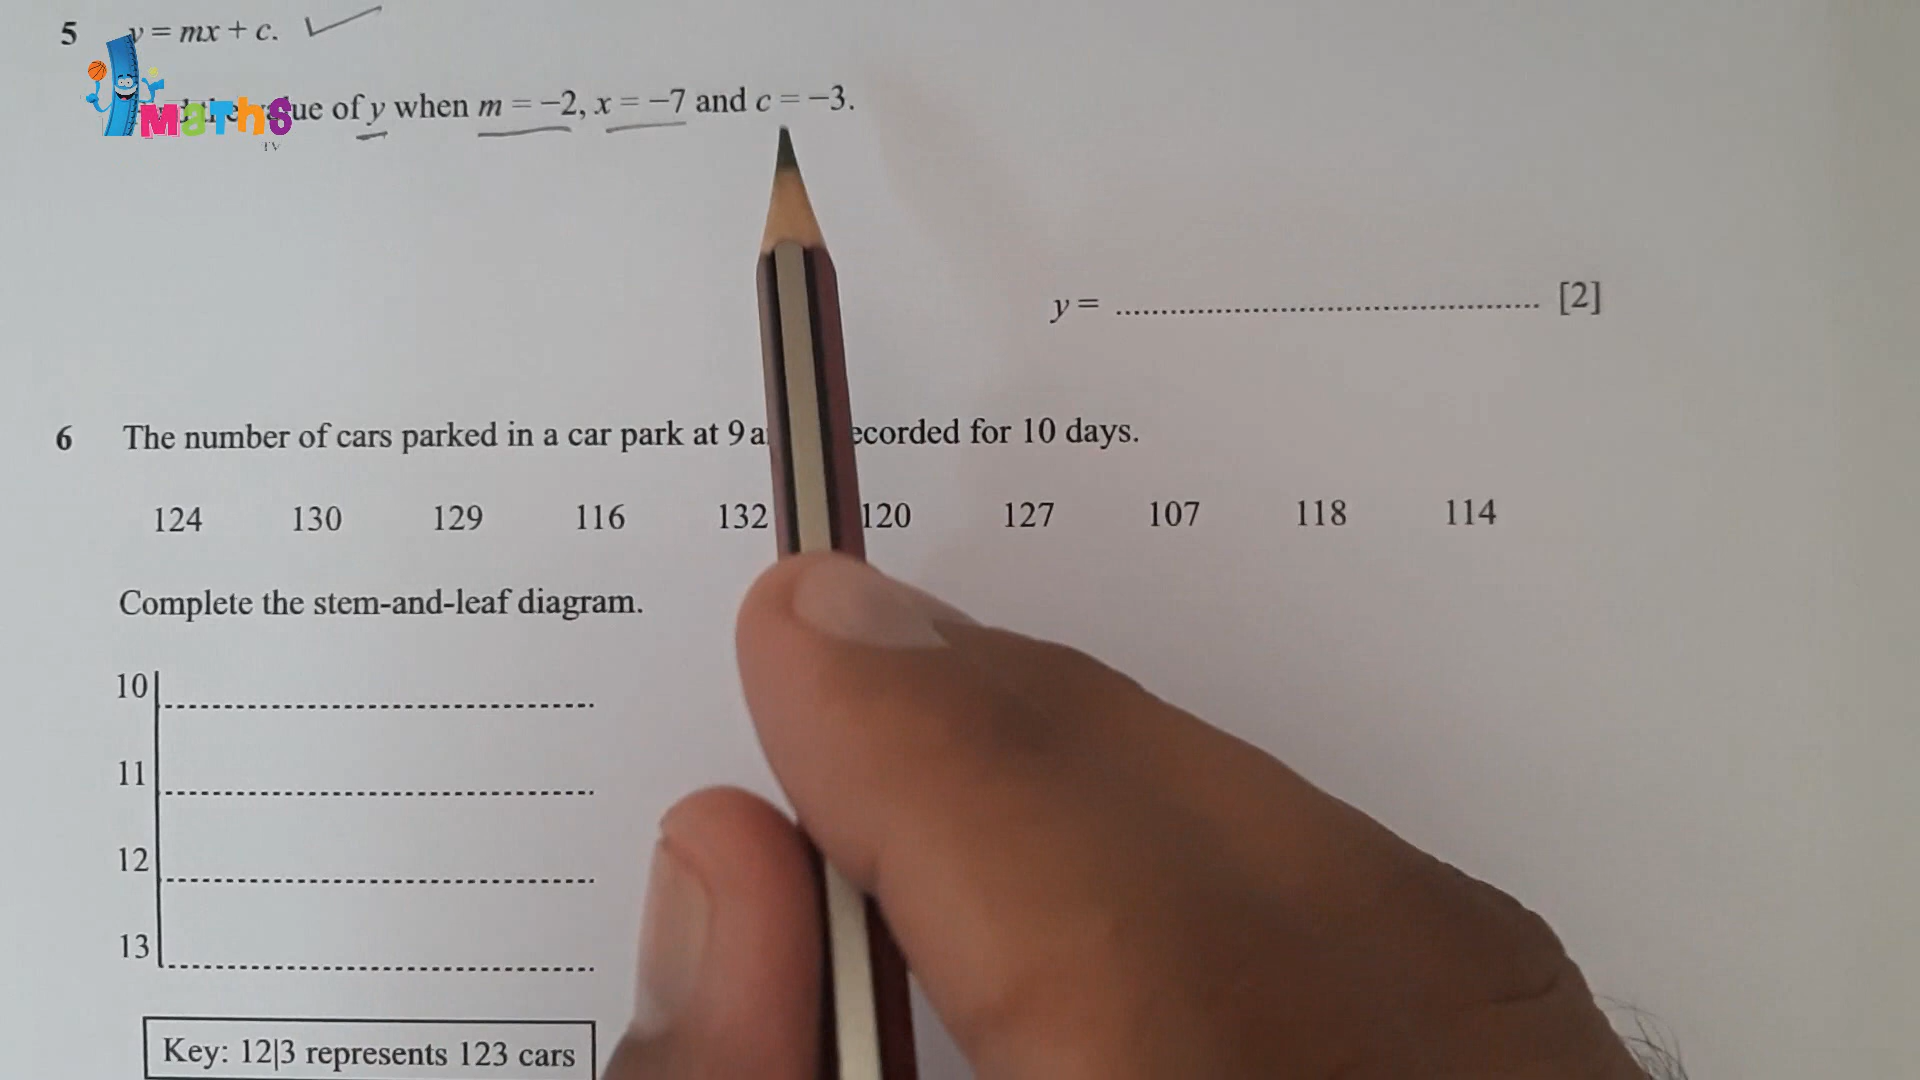 5 y = mx + c.
ue of y when m = −2, x = −7 and c = −3.
MaThS
TV
y = ........................................ [2]
6 The number of cars parked in a car park at 9 a ecorded for 10 days.
124 130 129 116 132 120 127 107 118 114
Complete the stem-and-leaf diagram.
10
11
12
13
Key: 12|3 represents 123 cars